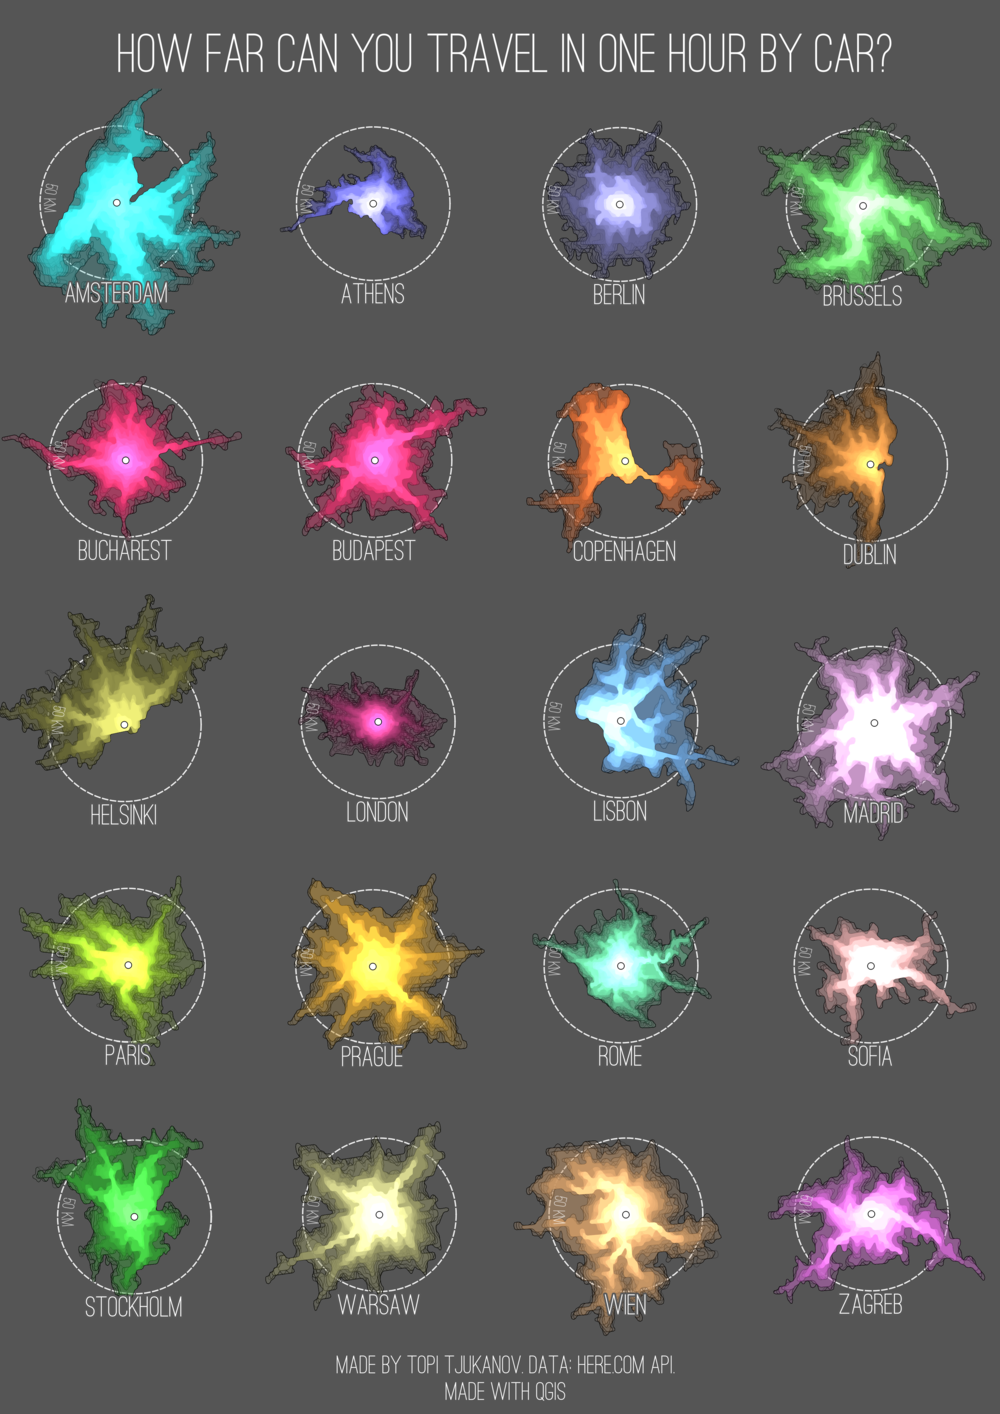 HOW FAR CAN YOU TRAVEL IN ONE HOUR BY CAR?
60 KM
60 KM
60 KM
60 KM
AMSTERDAM
ATHENS
BERLIN
BRUSSELS
60 KM
60 KM
60 KM
60 KM
BUCHAREST
BUDAPEST
COPENHAGEN
DUBLIN
60 KM
60 KM
60 KM
60 KM
HELSINKI
LONDON
LISBON
MADRID
60 KM
60 KM
60 KM
60 KM
PARIS
PRAGUE
ROME
SOFIA
60 KM
60 KM
60 KM
60 KM
STOCKHOLM
WARSAW
WIEN
ZAGREB
MADE BY TOPI TJUKANOV. DATA: HERE.COM API.
MADE WITH QGIS